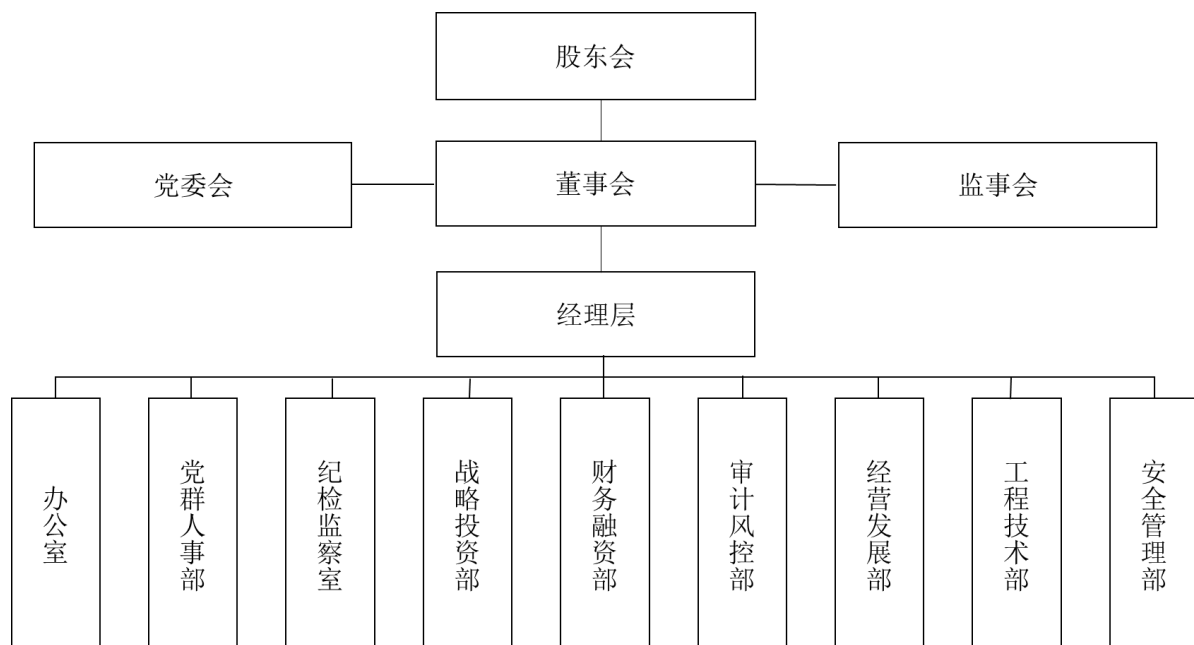 股东会
党委会
董事会
监事会
经理层
办公室
党群人事部
纪检监察室
战略投资部
财务融资部
审计风控部
经营发展部
工程技术部
安全管理部